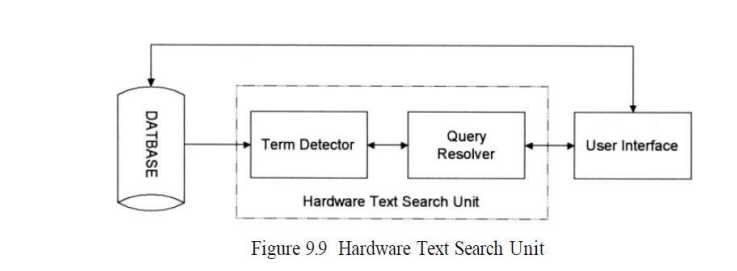 DATBASE
Term Detector
Query
Resolver
User Interface
Hardware Text Search Unit
Figure 9.9 Hardware Text Search Unit